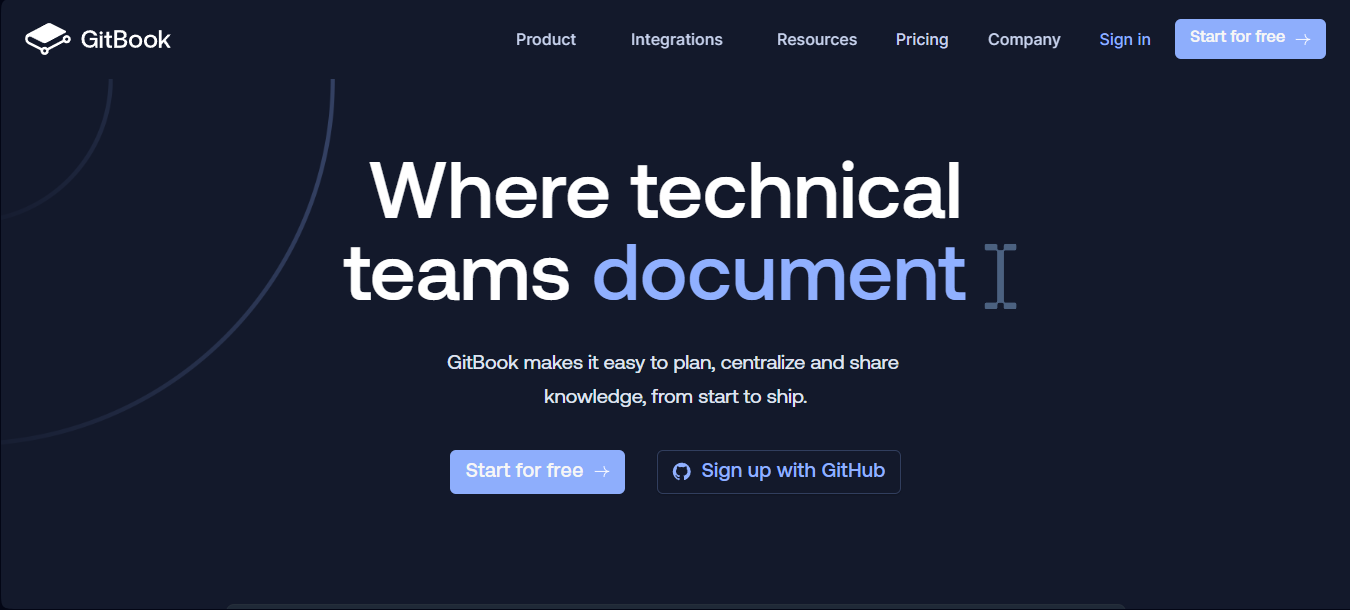 GitBook
Product Integrations Resources Pricing Company Sign in Start for free →
Where technical
teams document
GitBook makes it easy to plan, centralize and share
knowledge, from start to ship.
Start for free → Sign up with GitHub